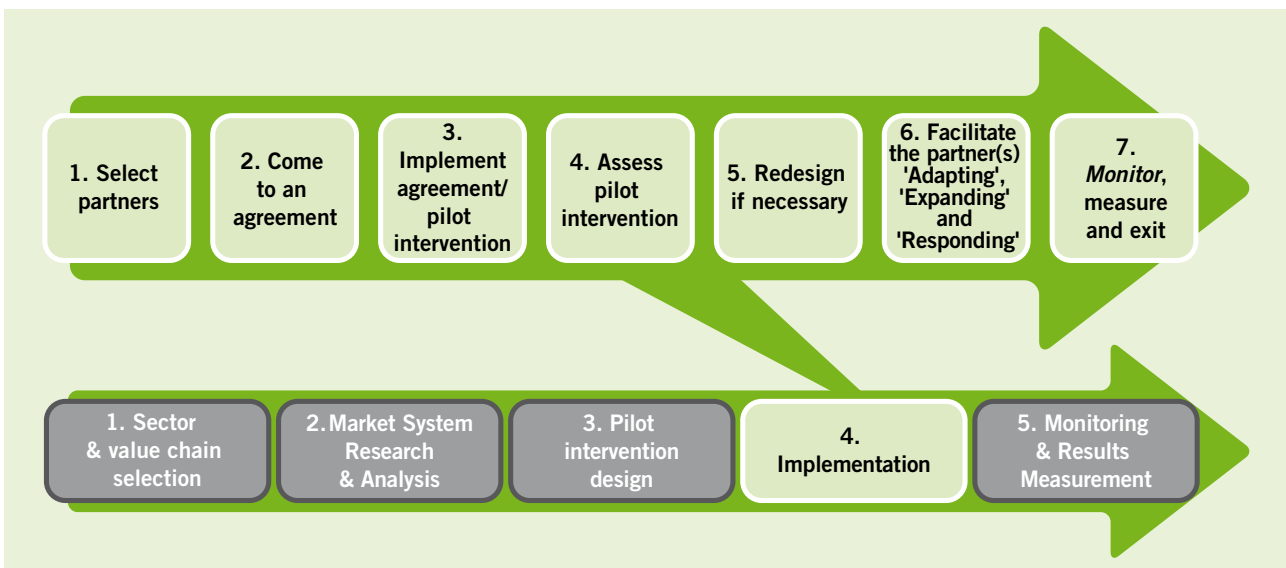 1. Select
partners
2. Come
to an
agreement
3.
Implement
agreement/
pilot
intervention
4. Assess
pilot
intervention
5. Redesign
if necessary
6. Facilitate
the partner(s)
'Adapting',
'Expanding'
and
'Responding'
7.
Monitor,
measure
and exit
1. Sector
& value chain
selection
2. Market System
Research
& Analysis
3. Pilot
intervention
design
4.
Implementation
5. Monitoring
& Results
Measurement